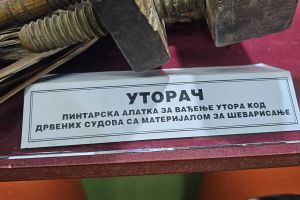 УТОРАЧ
ПИНТАРСКА АЛАТКА ЗА ВАЂЕЊЕ УТОРА КОД
ДРВЕНИХ СУДОВА СА МАТЕРИЈАЛОМ ЗА ШЕВАРИСАЊЕ